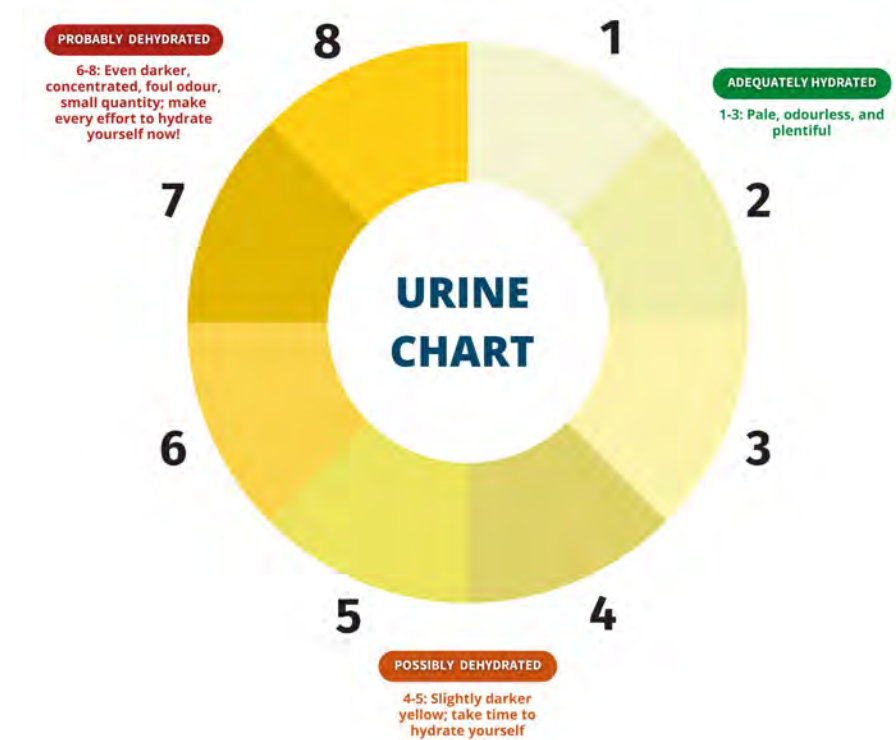 PROBABLY DEHYDRATED
6-8: Even darker,
concentrated, foul odour,
small quantity; make
every effort to hydrate
yourself now!
8
1
ADEQUATELY HYDRATED
1-3: Pale, odourless, and
plentiful
7
2
URINE
CHART
6
3
5
4
POSSIBLY DEHYDRATED
4-5: Slightly darker
yellow; take time to
hydrate yourself